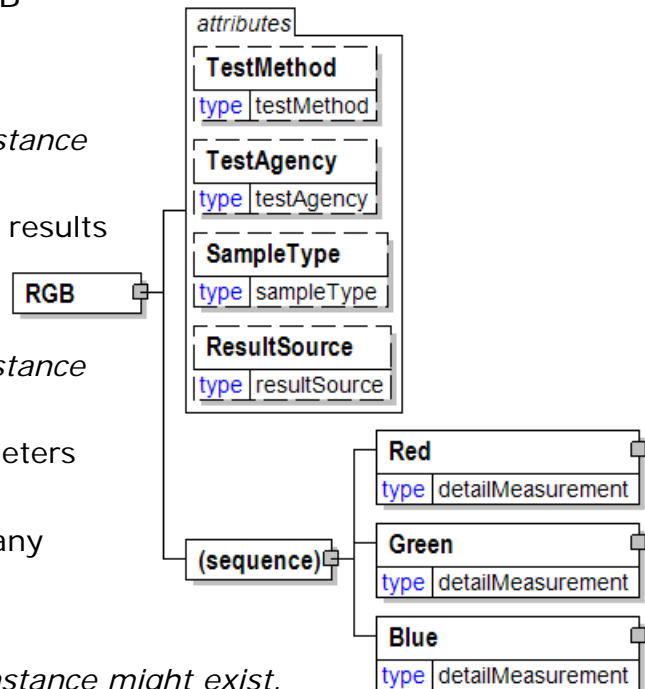 B
stance
results
stance
eters
any
nstance might exist.
RGB
attributes
TestMethod
type testMethod
TestAgency
type testAgency
SampleType
type sampleType
ResultSource
type resultSource
(sequence)
Red
type detailMeasurement
Green
type detailMeasurement
Blue
type detailMeasurement